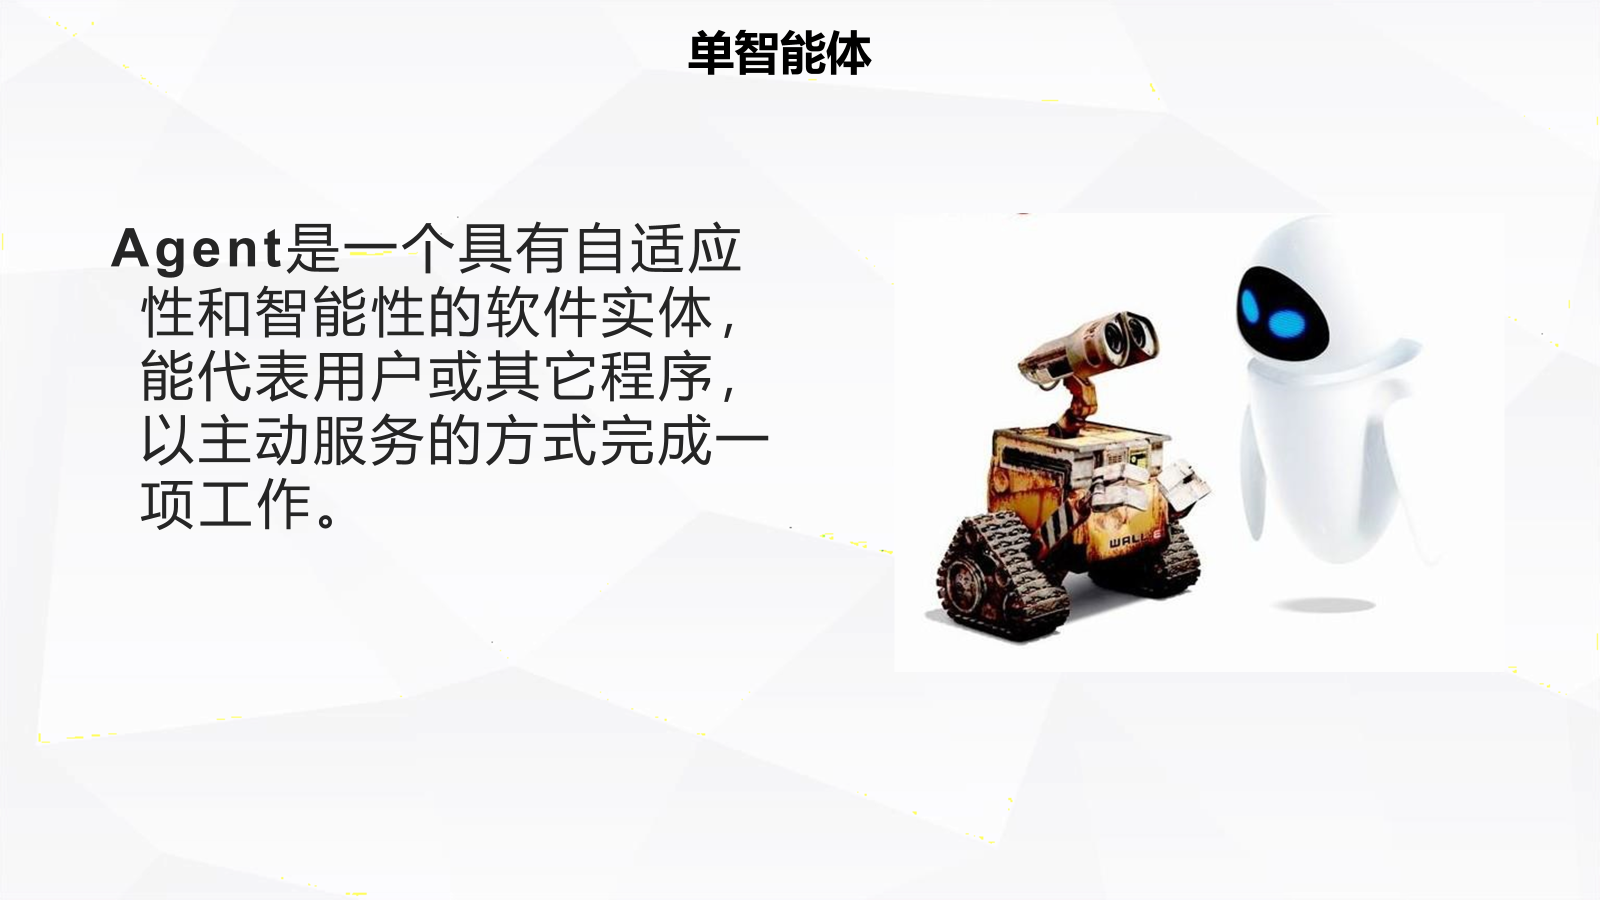 单智能体
Agent是一个具有自适应
性和智能性的软件实体，
能代表用户或其它程序，
以主动服务的方式完成一
项工作。
WALL·E